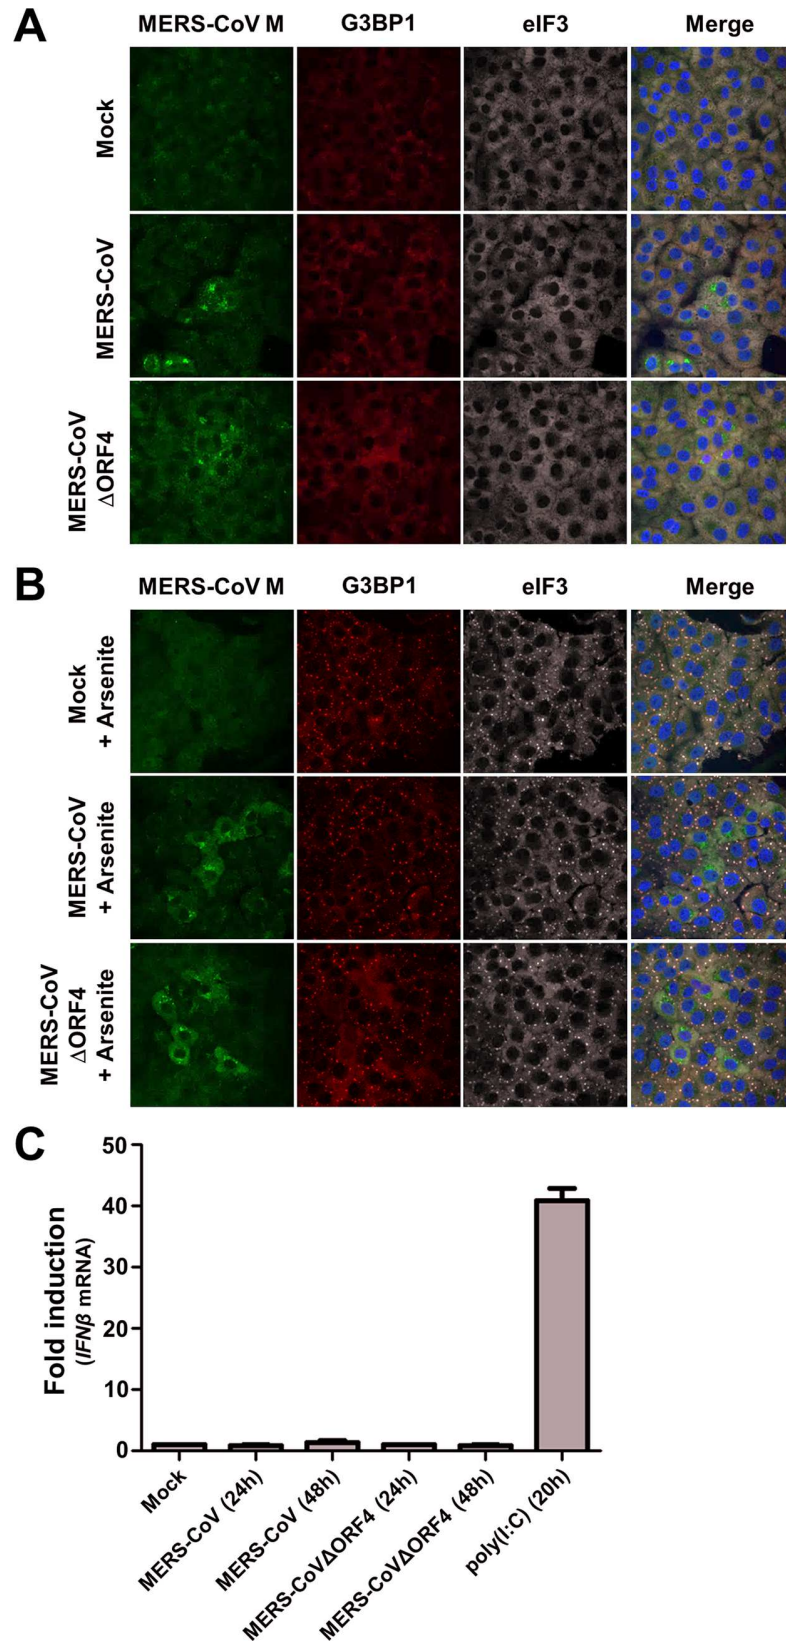 A
MERS-CoV M
G3BP1
eIF3
Merge
Mock
MERS-CoV
MERS-CoV
ΔORF4
B
MERS-CoV M
G3BP1
eIF3
Merge
Mock
+ Arsenite
MERS-CoV
+ Arsenite
MERS-CoV
ΔORF4
+ Arsenite
C
Fold induction
(IFNβ mRNA)
50
40
30
20
10
0
Mock
MERS-CoV (24h)
MERS-CoV (48h)
MERS-CoVΔORF4 (24h)
MERS-CoVΔORF4 (48h)
poly(I:C) (20h)